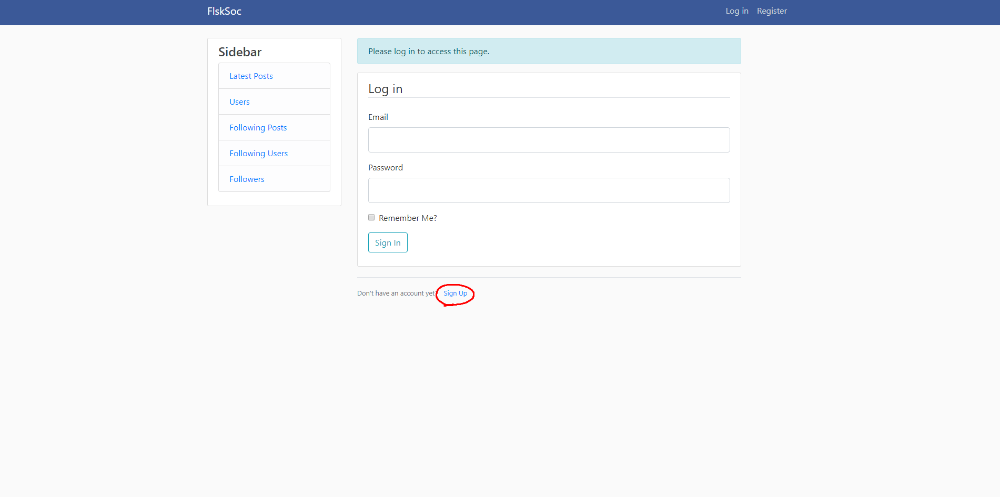 FlskSoc
Log in Register
Sidebar
Latest Posts
Users
Following Posts
Following Users
Followers
Please log in to access this page.
Log in
Email
Password
Remember Me?
Sign In
Don't have an account yet? Sign Up